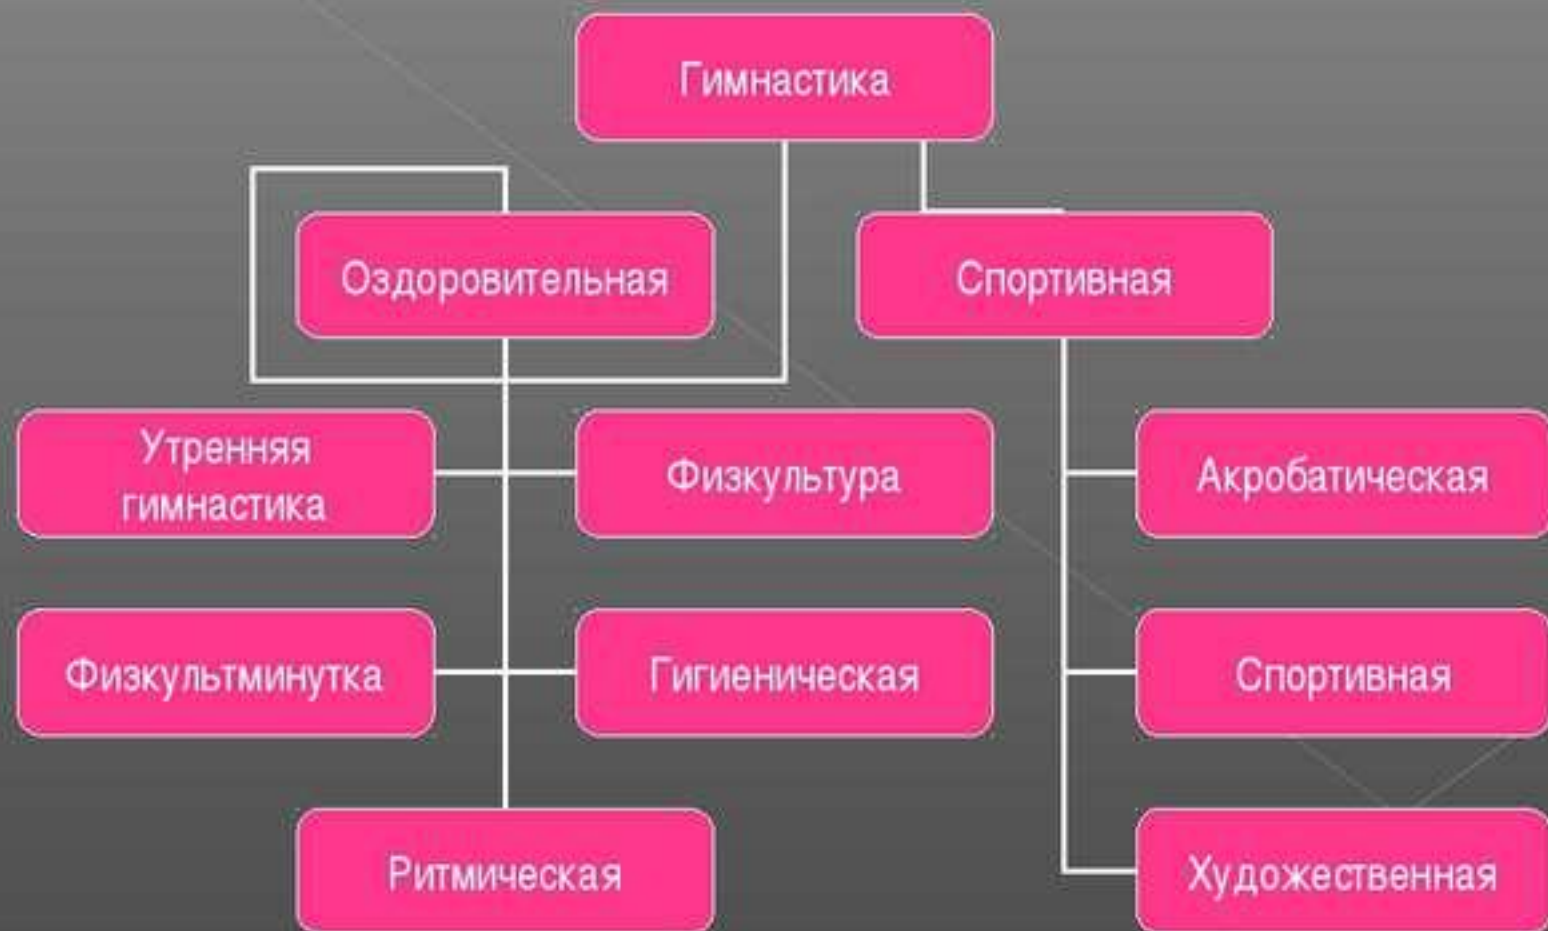 Гимнастика
Оздоровительная
Спортивная
Утренняя
гимнастика
Физкультура
Акробатическая
Физкультминутка
Гигиеническая
Спортивная
Ритмическая
Художественная